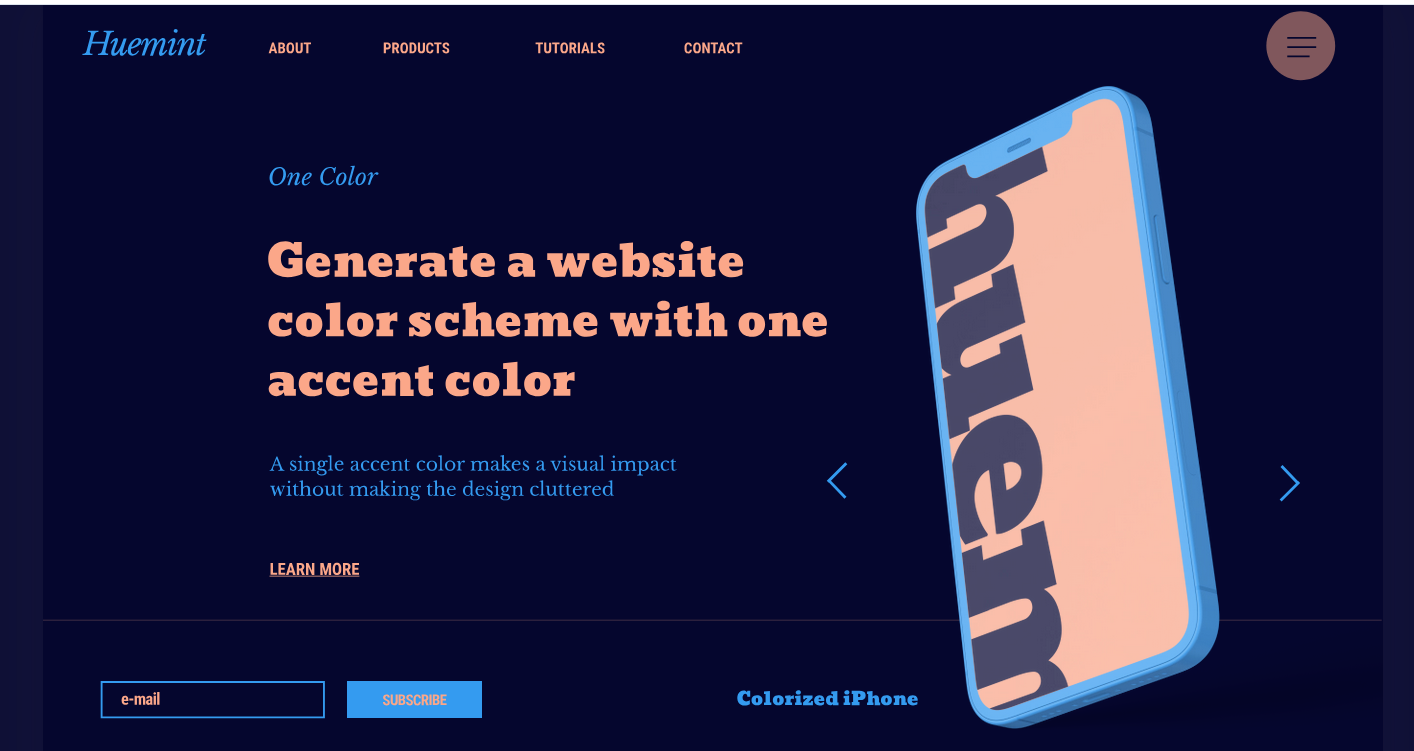 Huemint
ABOUT
PRODUCTS
TUTORIALS
CONTACT
One Color
Generate a website
color scheme with one
accent color
A single accent color makes a visual impact
without making the design cluttered
LEARN MORE
e-mail
SUBSCRIBE
Colorized iPhone